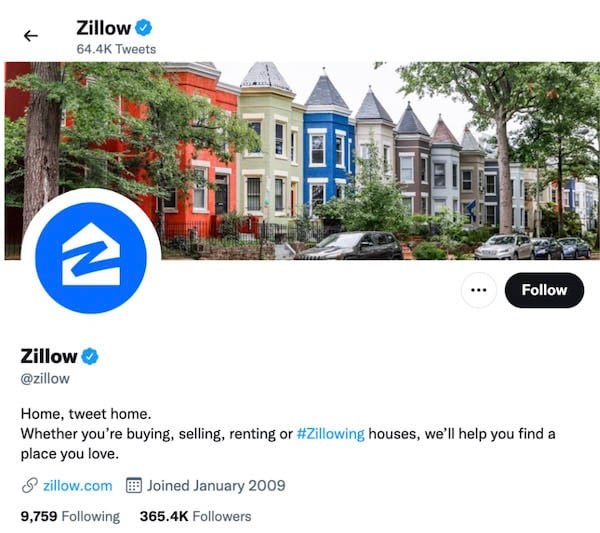 Zillow
64.4K Tweets
Follow
Zillow
@zillow
Home, tweet home.
Whether you’re buying, selling, renting or #Zillowing houses, we’ll help you find a
place you love.
zillow.com Joined January 2009
9,759 Following 365.4K Followers